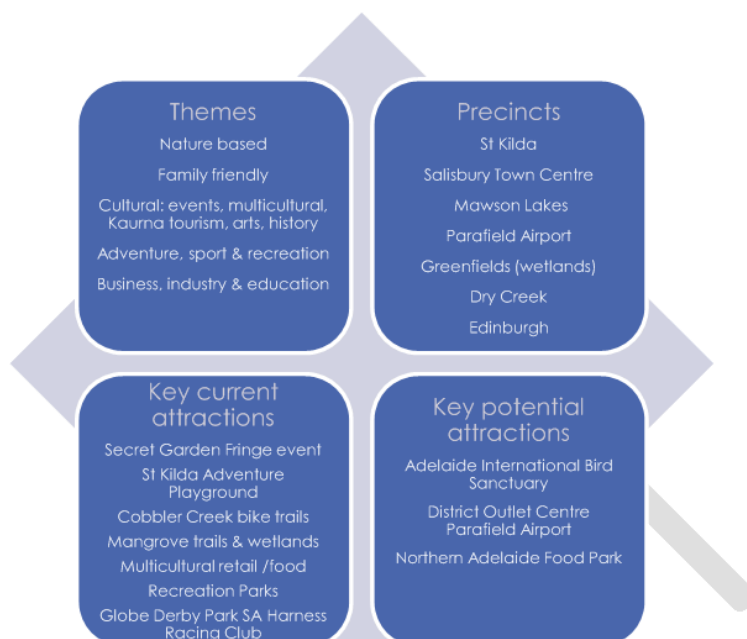 Themes
Nature based
Family friendly
Cultural: events, multicultural,
Kaurna tourism, arts, history
Adventure, sport & recreation
Business, industry & education
Precincts
St Kilda
Salisbury Town Centre
Mawson Lakes
Parafield Airport
Greenfields (wetlands)
Dry Creek
Edinburgh
Key current
attractions
Secret Garden Fringe event
St Kilda Adventure
Playground
Cobbler Creek bike trails
Mangrove trails & wetlands
Multicultural retail /food
Recreation Parks
Globe Derby Park SA Harness
Racing Club
Key potential
attractions
Adelaide International Bird
Sanctuary
District Outlet Centre
Parafield Airport
Northern Adelaide Food Park